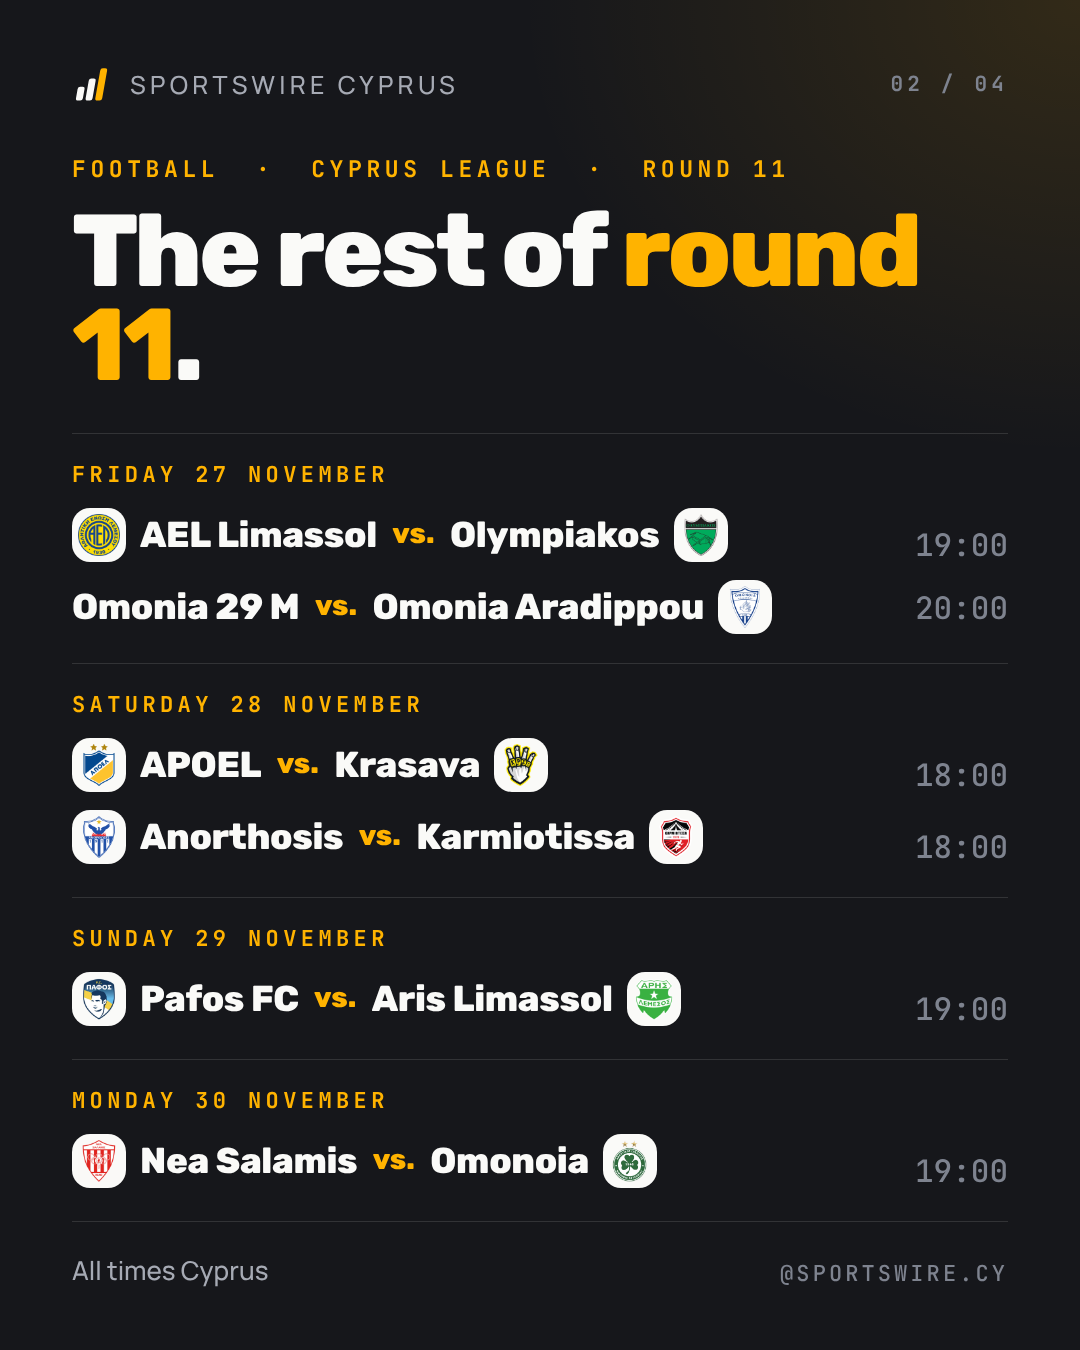 SPORTSWIRE CYPRUS
02 / 04
FOOTBALL · CYPRUS LEAGUE · ROUND 11
The rest of round
11.
FRIDAY 27 NOVEMBER
AEL Limassol vs. Olympiakos 19:00
Omonia 29 M vs. Omonia Aradippou 20:00
SATURDAY 28 NOVEMBER
APOEL vs. Krasava 18:00
Anorthosis vs. Karmiotissa 18:00
SUNDAY 29 NOVEMBER
ΠΑΦΟΣ
Pafos FC vs. Aris Limassol 19:00
ΑΡΗΣ
ΛΕΜΕΣΟΣ
MONDAY 30 NOVEMBER
Nea Salamis vs. Omonoia 19:00
All times Cyprus
@SPORTSWIRE.CY